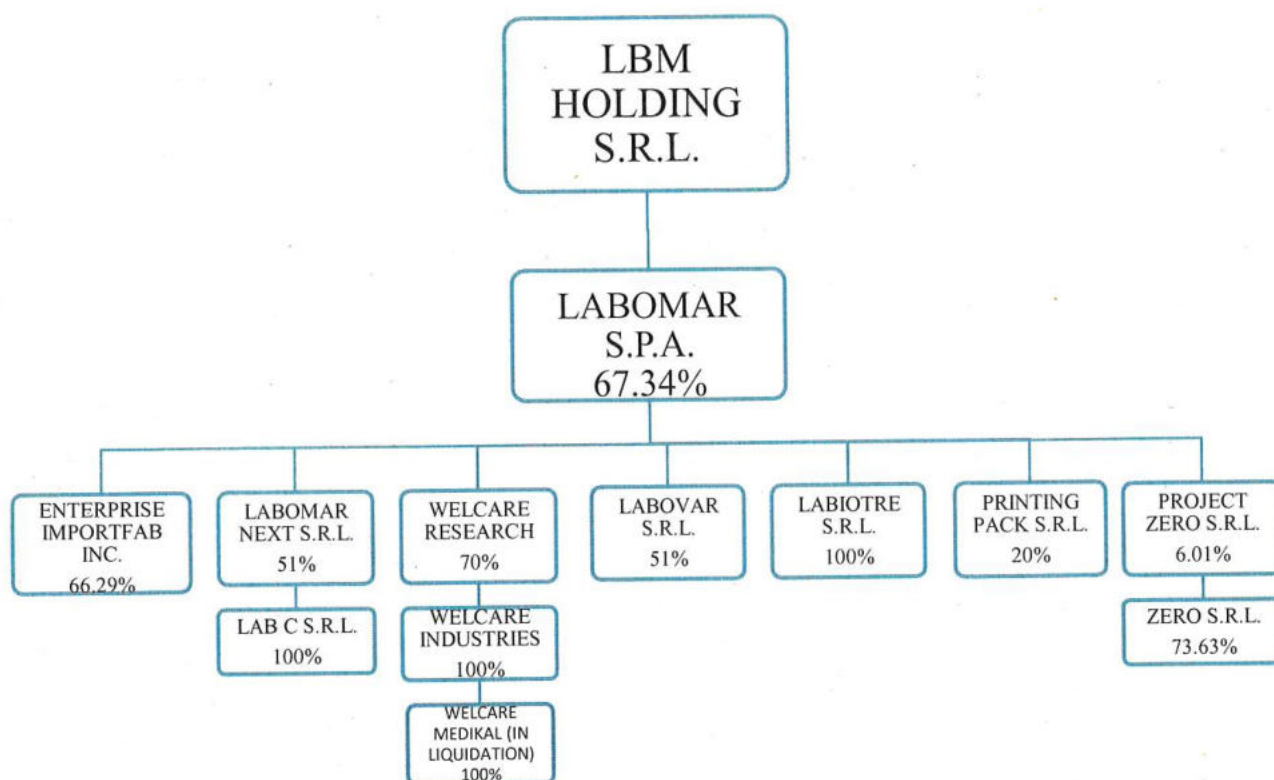 LBM
HOLDING
S.R.L.
LABOMAR
S.P.A.
67.34%
ENTERPRISE
IMPORTFAB
INC.
66.29%
LABOMAR
NEXT S.R.L.
51%
WELCARE
RESEARCH
70%
LABOVAR
S.R.L.
51%
LABIOTRE
S.R.L.
100%
PRINTING
PACK S.R.L.
20%
PROJECT
ZERO S.R.L.
6.01%
LAB C S.R.L.
100%
WELCARE
INDUSTRIES
100%
ZERO S.R.L.
73.63%
WELCARE
MEDIKAL (IN
LIQUIDATION)
100%